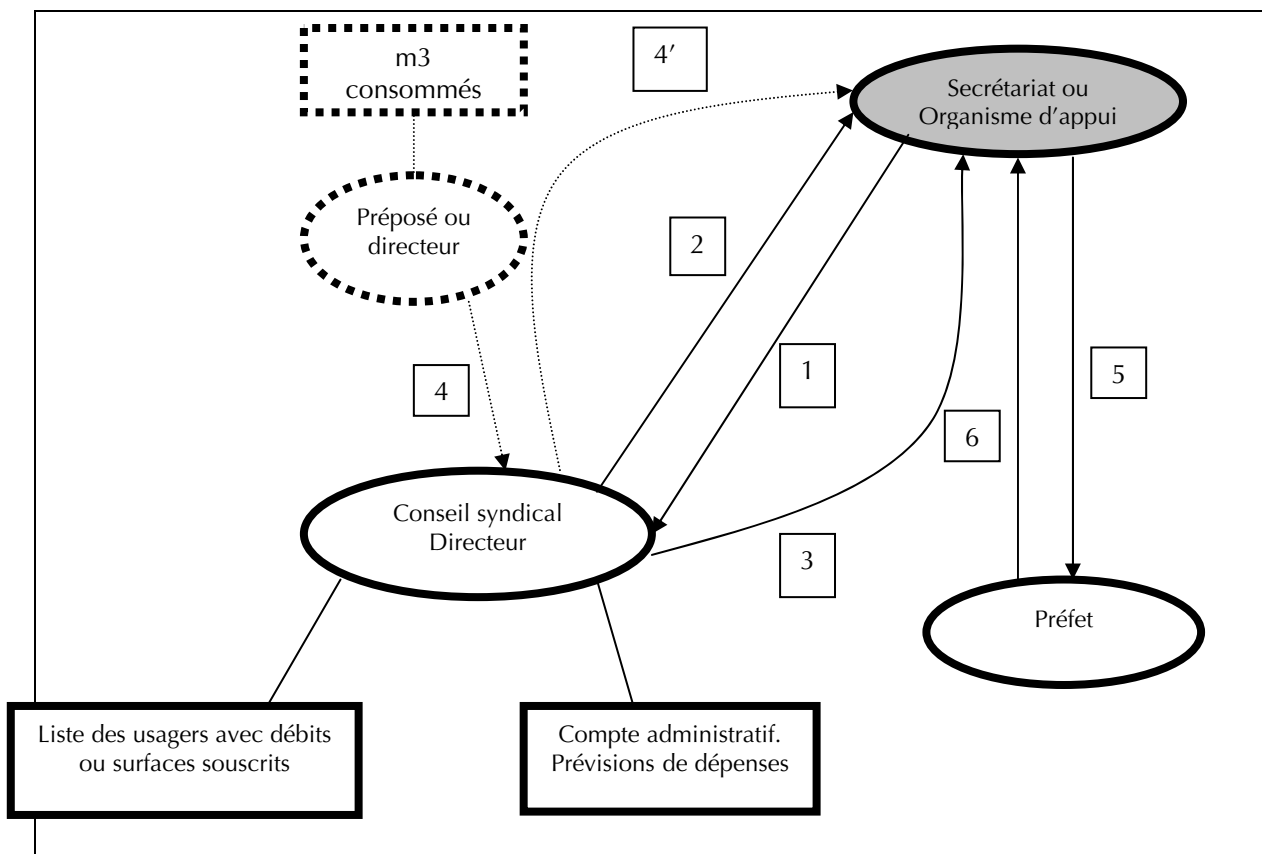 m3
consommés
4’
Secrétariat ou
Organisme d’appui
Préposé ou
directeur
2
1
5
4
6
Conseil syndical
Directeur
3
Préfet
Liste des usagers avec débits
ou surfaces souscrits
Compte administratif.
Prévisions de dépenses